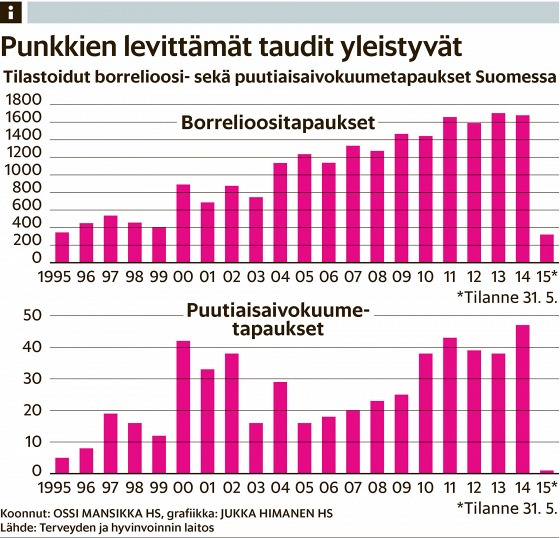 i
Punkkien levittämät taudit yleistyvät
Tilastoidut borrelioosi- sekä puutiaisaivokuumetapaukset Suomessa
1800
Borrelioositapaukset
1600
1400
1200
1000
800
600
400
200
0
1995 96 97 98 99 00 01 02 03 04 05 06 07 08 09 10 11 12 13 14 15*
*Tilanne 31. 5.
Puutiaisaivokuume-
tapaukset
50
40
30
20
10
0
1995 96 97 98 99 00 01 02 03 04 05 06 07 08 09 10 11 12 13 14 15*
*Tilanne 31. 5.
Koonnut: OSSI MANSIKKA HS, grafiikka: JUKKA HIMANEN HS
Lähde: Terveyden ja hyvinvoinnin laitos